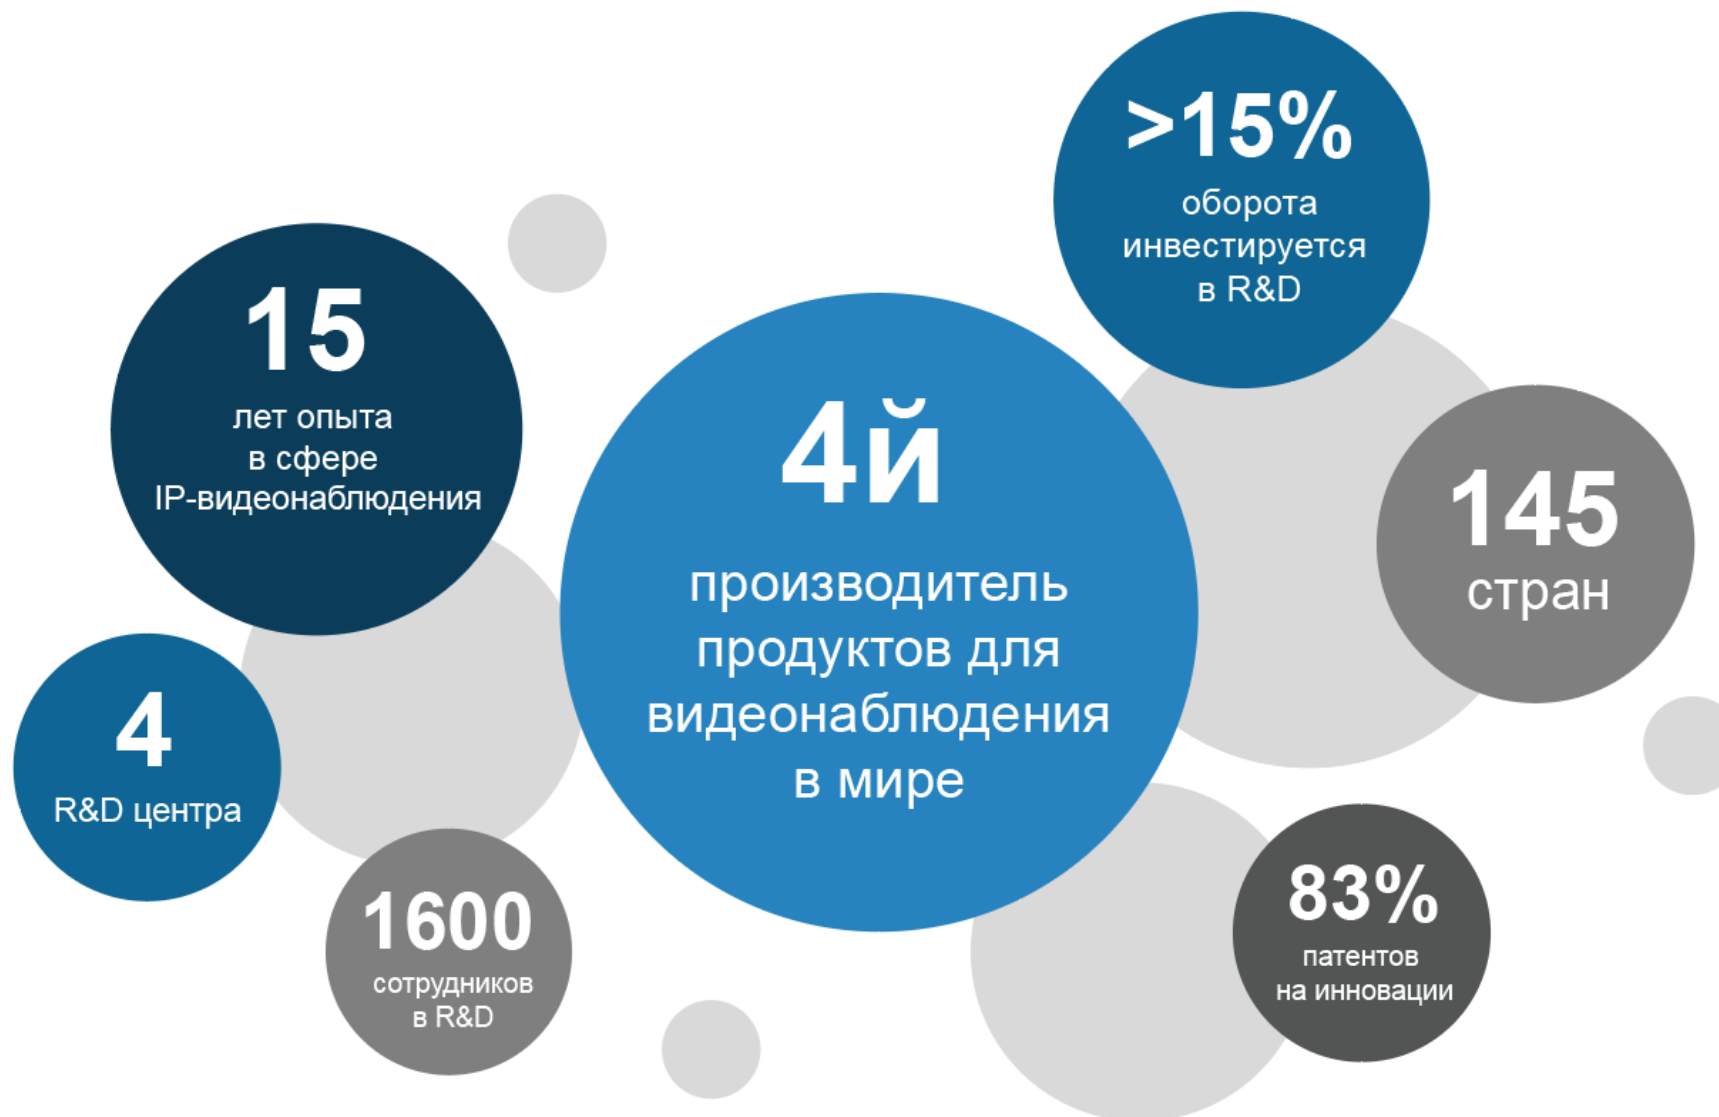 >15%
оборота
инвестируется
в R&D
15
лет опыта
в сфере
IP-видеонаблюдения
4й
производитель
продуктов для
видеонаблюдения
в мире
145
стран
4
R&D центра
1600
сотрудников
в R&D
83%
патентов
на инновации